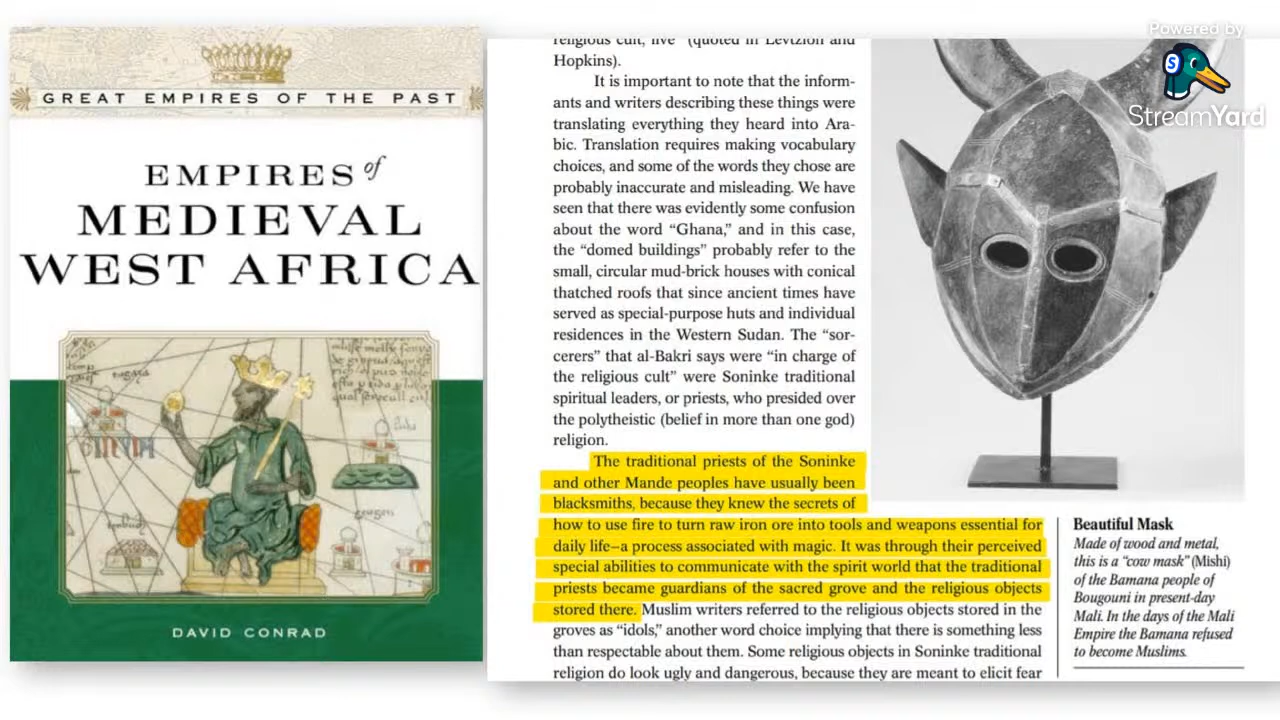 GREAT EMPIRES OF THE PAST
EMPIRES of
MEDIEVAL
WEST AFRICA
DAVID CONRAD
religious cult, live" (quoted in Levtzion and
Hopkins).
It is important to note that the inform-
ants and writers describing these things were
translating everything they heard into Ara-
bic. Translation requires making vocabulary
choices, and some of the words they chose are
probably inaccurate and misleading. We have
seen that there was evidently some confusion
about the word “Ghana,” and in this case,
the “domed buildings” probably refer to the
small, circular mud-brick houses with conical
thatched roofs that since ancient times have
served as special-purpose huts and individual
residences in the Western Sudan. The “sor-
cerers” that al-Bakri says were “in charge of
the religious cult” were Soninke traditional
spiritual leaders, or priests, who presided over
the polytheistic (belief in more than one god)
religion.
The traditional priests of the Soninke
and other Mande peoples have usually been
blacksmiths, because they knew the secrets of
how to use fire to turn raw iron ore into tools and weapons essential for
daily life—a process associated with magic. It was through their perceived
special abilities to communicate with the spirit world that the traditional
priests became guardians of the sacred grove and the religious objects
stored there. Muslim writers referred to the religious objects stored in the
groves as “idols,” another word choice implying that there is something less
than respectable about them. Some religious objects in Soninke traditional
religion do look ugly and dangerous, because they are meant to elicit fear
Beautiful Mask
Made of wood and metal,
this is a “cow mask” (Mishi)
of the Bamana people of
Bougouni in present-day
Mali. In the days of the Mali
Empire the Bamana refused
to become Muslims.
Powered by
StreamYard